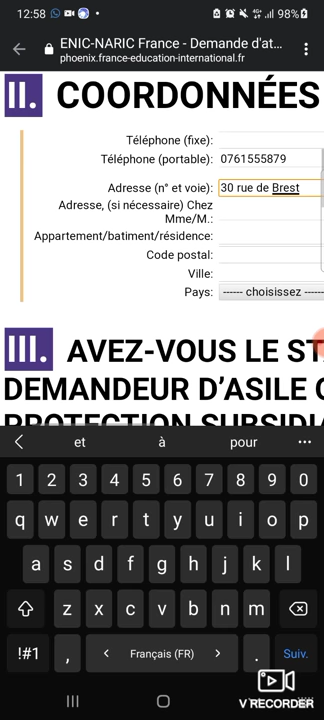 12:58 98%
ENIC-NARIC France - Demande d'at...
phoenix.france-education-international.fr
II. COORDONNÉES
Téléphone (fixe):
Téléphone (portable): 0761555879
Adresse (n° et voie): 30 rue de Brest
Adresse, (si nécessaire) Chez
Mme/M.:
Appartement/batiment/résidence:
Code postal:
Ville:
Pays: ------ choisissez ------
III. AVEZ-VOUS LE ST
DEMANDEUR D'ASILE
PROTECTION SUBSIDIA
et à pour
1 2 3 4 5 6 7 8 9 0
q w e r t y u i o p
a s d f g h j k l
z x c v b n m
!#1 , Français (FR) . Suiv.
V RECORDER